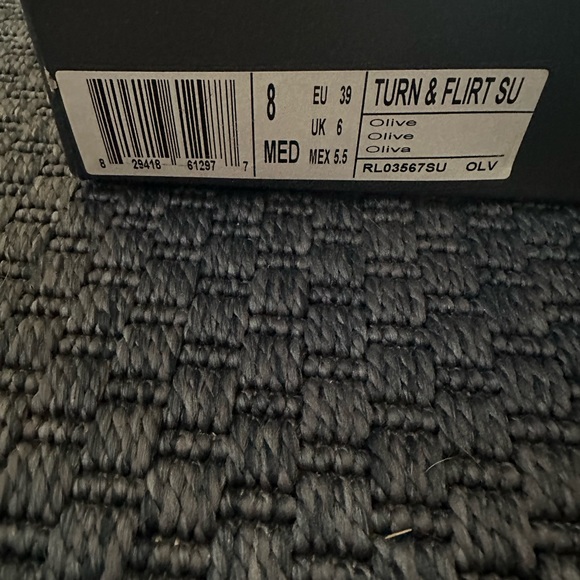 8 29418 61297 7
8 EU 39
UK 6
MED MEX 5.5
TURN & FLIRT SU
Olive
Olive
Oliva
RL03567SU OLV